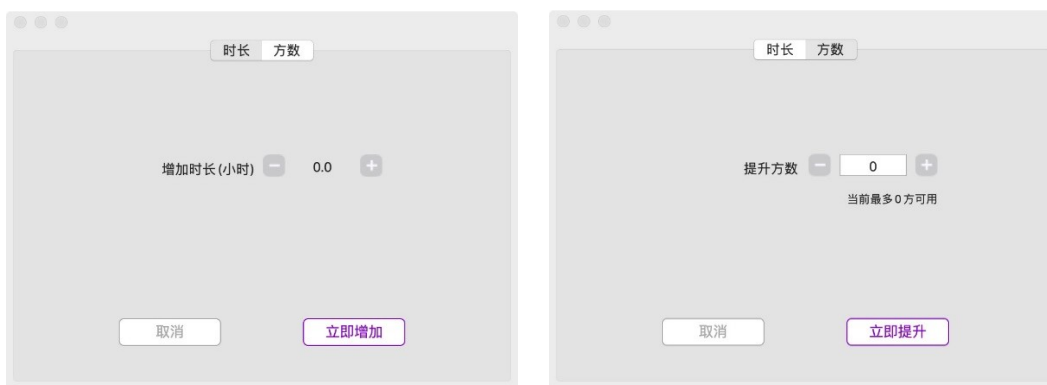 时长 方数
增加时长(小时) 0.0
取消 立即增加
时长 方数
提升方数 0
当前最多0方可用
取消 立即提升